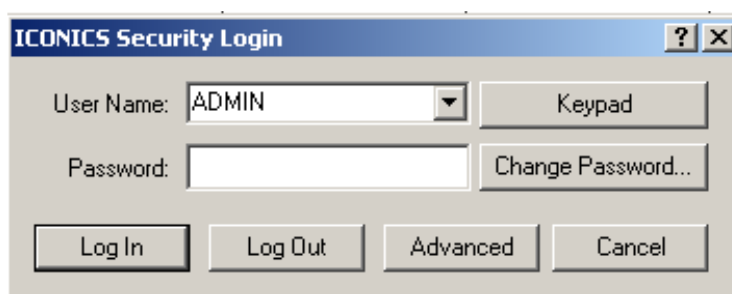 ICONICS Security Login
User Name: ADMIN Keypad
Password: Change Password...
Log In Log Out Advanced Cancel